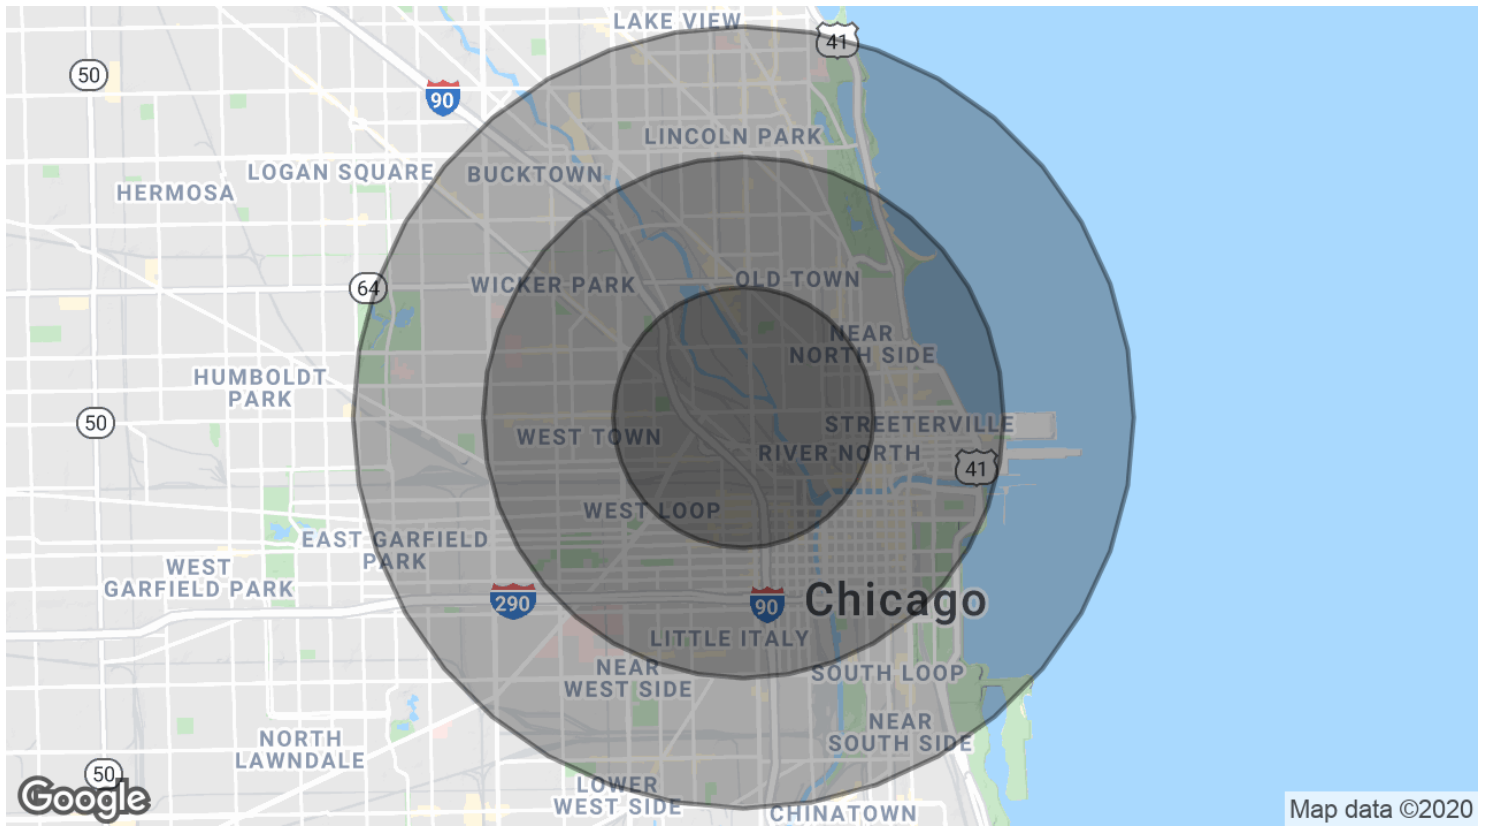 LAKE VIEW
41
50
90
LINCOLN PARK
LOGAN SQUARE
BUCKTOWN
HERMOSA
64
WICKER PARK
OLD TOWN
NEAR
NORTH SIDE
HUMBOLDT
PARK
50
WEST TOWN
STREETERVILLE
RIVER NORTH
41
WEST LOOP
EAST GARFIELD
PARK
WEST
GARFIELD PARK
290
90
Chicago
LITTLE ITALY
NEAR
WEST SIDE
SOUTH LOOP
NEAR
SOUTH SIDE
NORTH
LAWNDALE
50
Google
LOWER
WEST SIDE
CHINATOWN
Map data ©2020